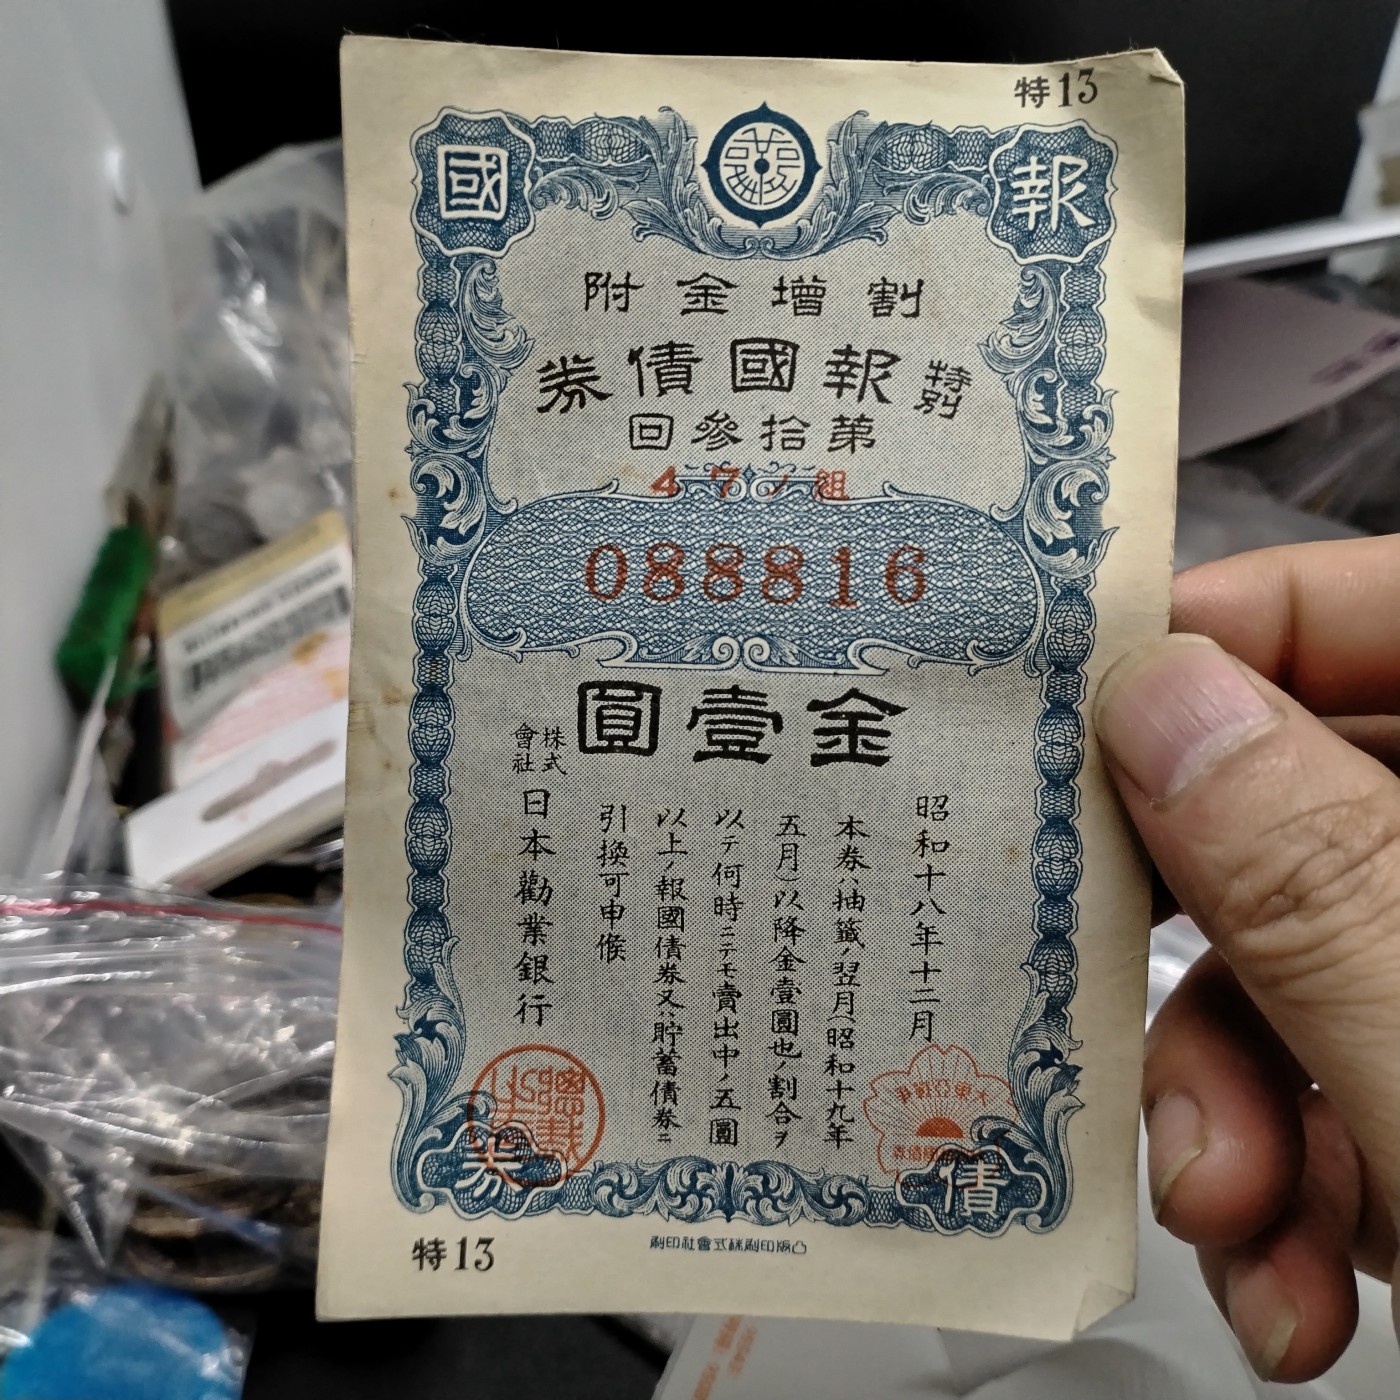 特13
報國
割増金附
特別報國債券
第拾參回
47ノ組
088816
金壹圓
昭和十八年十二月
本券ハ抽籤ノ翌月(昭和十九年
五月)以降金壹圓也ノ割合ヲ
以テ何時ニテモ賣出中ノ五圓
以上ノ報國債券又ハ貯蓄債券ニ
引換可申候
株式會社
日本勸業銀行
債券
特13
凸版印刷株式會社印刷